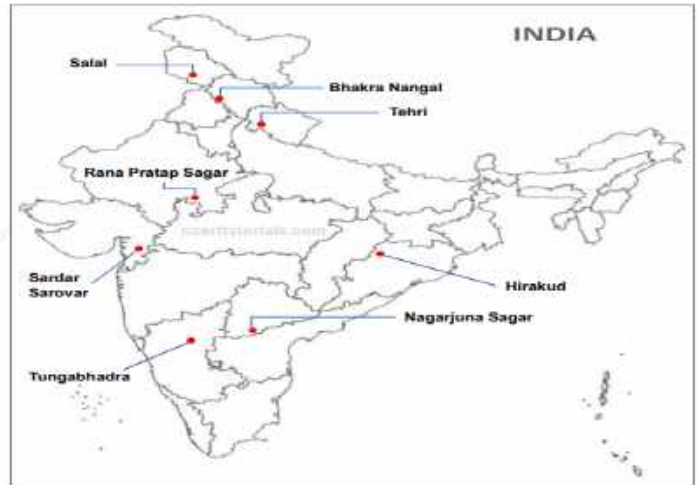 INDIA
Salal
Bhakra Nangal
Tehri
Rana Pratap Sagar
Sardar
Sarovar
Hirakud
Nagarjuna Sagar
Tungabhadra